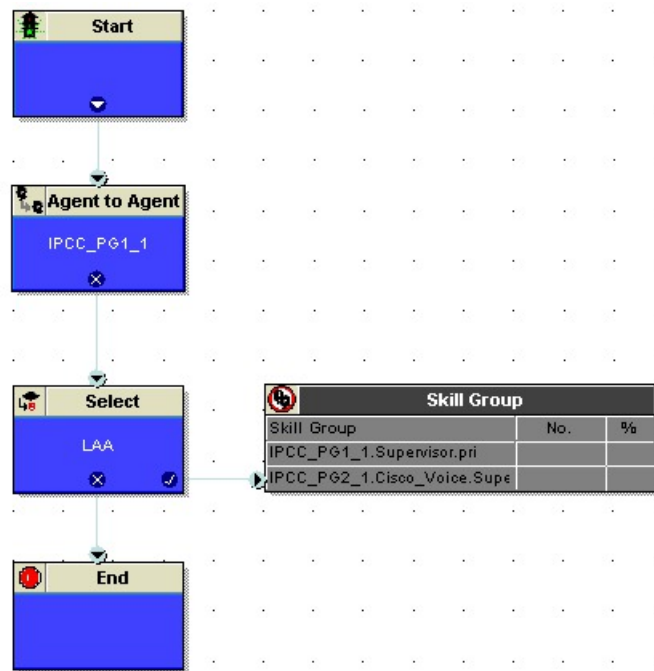 Start
Agent to Agent
IPCC_PG1_1
Select
LAA
Skill Group
Skill Group No. %
IPCC_PG1_1.Supervisor.pri
IPCC_PG2_1.Cisco_Voice.Supe
End